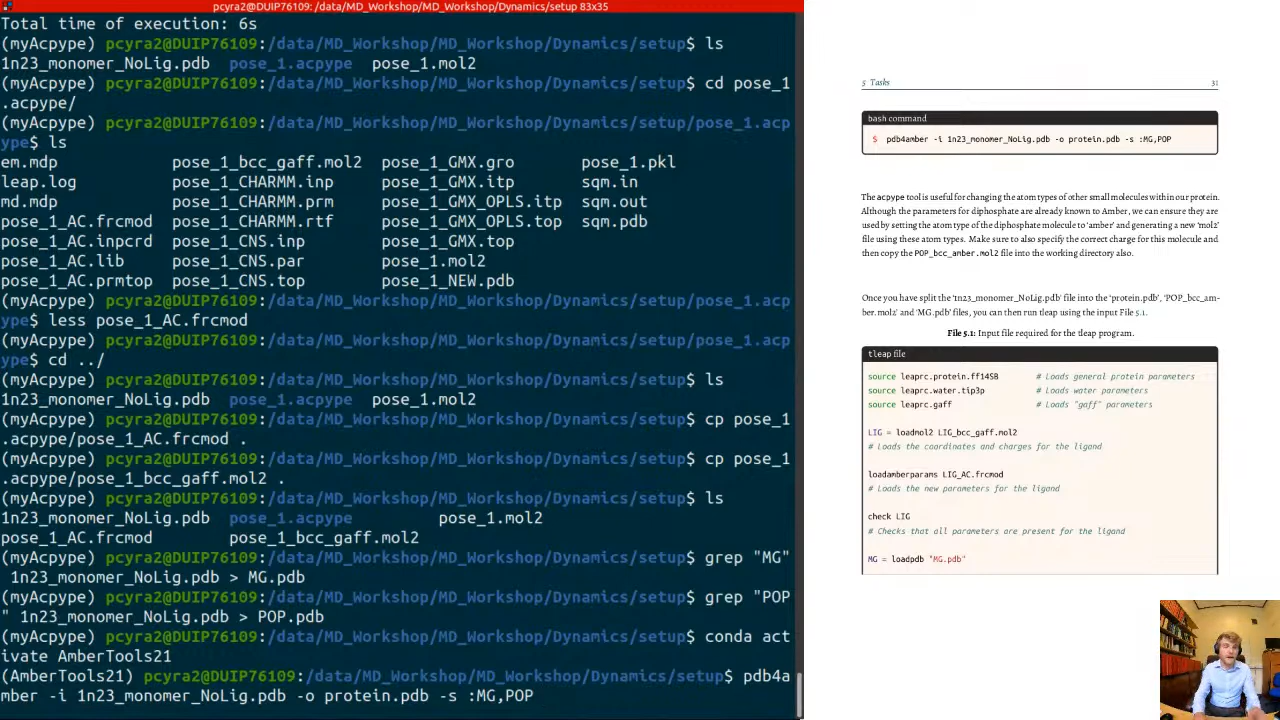 pcyra2@DUIP76109: /data/MD_Workshop/MD_Workshop/Dynamics/setup 83x35
Total time of execution: 6s
(myAcpype) pcyra2@DUIP76109:/data/MD_Workshop/MD_Workshop/Dynamics/setup$ ls
1n23_monomer_NoLig.pdb  pose_1.acpype  pose_1.mol2
(myAcpype) pcyra2@DUIP76109:/data/MD_Workshop/MD_Workshop/Dynamics/setup$ cd pose_1
.acpype/
(myAcpype) pcyra2@DUIP76109:/data/MD_Workshop/MD_Workshop/Dynamics/setup/pose_1.acp
ype$ ls
em.mdp             pose_1_bcc_gaff.mol2  pose_1_GMX.gro       pose_1.pkl
leap.log           pose_1_CHARMM.inp     pose_1_GMX.itp       sqm.in
md.mdp             pose_1_CHARMM.prm     pose_1_GMX_OPLS.itp  sqm.out
pose_1_AC.frcmod   pose_1_CHARMM.rtf     pose_1_GMX_OPLS.top  sqm.pdb
pose_1_AC.inpcrd   pose_1_CNS.inp        pose_1_GMX.top
pose_1_AC.lib      pose_1_CNS.par        pose_1.mol2
pose_1_AC.prmtop   pose_1_CNS.top        pose_1_NEW.pdb
(myAcpype) pcyra2@DUIP76109:/data/MD_Workshop/MD_Workshop/Dynamics/setup/pose_1.acp
ype$ less pose_1_AC.frcmod
(myAcpype) pcyra2@DUIP76109:/data/MD_Workshop/MD_Workshop/Dynamics/setup/pose_1.acp
ype$ cd ../
(myAcpype) pcyra2@DUIP76109:/data/MD_Workshop/MD_Workshop/Dynamics/setup$ ls
1n23_monomer_NoLig.pdb  pose_1.acpype  pose_1.mol2
(myAcpype) pcyra2@DUIP76109:/data/MD_Workshop/MD_Workshop/Dynamics/setup$ cp pose_1
.acpype/pose_1_AC.frcmod .
(myAcpype) pcyra2@DUIP76109:/data/MD_Workshop/MD_Workshop/Dynamics/setup$ cp pose_1
.acpype/pose_1_bcc_gaff.mol2 .
(myAcpype) pcyra2@DUIP76109:/data/MD_Workshop/MD_Workshop/Dynamics/setup$ ls
1n23_monomer_NoLig.pdb  pose_1.acpype         pose_1.mol2
pose_1_AC.frcmod        pose_1_bcc_gaff.mol2
(myAcpype) pcyra2@DUIP76109:/data/MD_Workshop/MD_Workshop/Dynamics/setup$ grep "MG"
 1n23_monomer_NoLig.pdb > MG.pdb
(myAcpype) pcyra2@DUIP76109:/data/MD_Workshop/MD_Workshop/Dynamics/setup$ grep "POP
" 1n23_monomer_NoLig.pdb > POP.pdb
(myAcpype) pcyra2@DUIP76109:/data/MD_Workshop/MD_Workshop/Dynamics/setup$ conda act
ivate AmberTools21
(AmberTools21) pcyra2@DUIP76109:/data/MD_Workshop/MD_Workshop/Dynamics/setup$ pdb4a
mber -i 1n23_monomer_NoLig.pdb -o protein.pdb -s :MG,POP
5 Tasks 31
bash command
$ pdb4amber -i 1n23_monomer_NoLig.pdb -o protein.pdb -s :MG,POP
The acpype tool is useful for changing the atom types of other small molecules within our protein.
Although the parameters for diphosphate are already known to Amber, we can ensure they are
used by setting the atom type of the diphosphate molecule to 'amber' and generating a new 'mol2'
file using these atom types. Make sure to also specify the correct charge for this molecule and
then copy the POP_bcc_amber.mol2 file into the working directory also.
Once you have split the '1n23_monomer_NoLig.pdb' file into the 'protein.pdb', 'POP_bcc_am-
ber.mol2' and 'MG.pdb' files, you can then run tleap using the input File 5.1.
File 5.1: Input file required for the tleap program.
tleap file
source leaprc.protein.ff14SB # Loads general protein parameters
source leaprc.water.tip3p # Loads water parameters
source leaprc.gaff # Loads "gaff" parameters
LIG = loadmol2 LIG_bcc_gaff.mol2
# Loads the coordinates and charges for the ligand
loadamberparams LIG_AC.frcmod
# Loads the new parameters for the ligand
check LIG
# Checks that all parameters are present for the ligand
MG = loadpdb "MG.pdb"